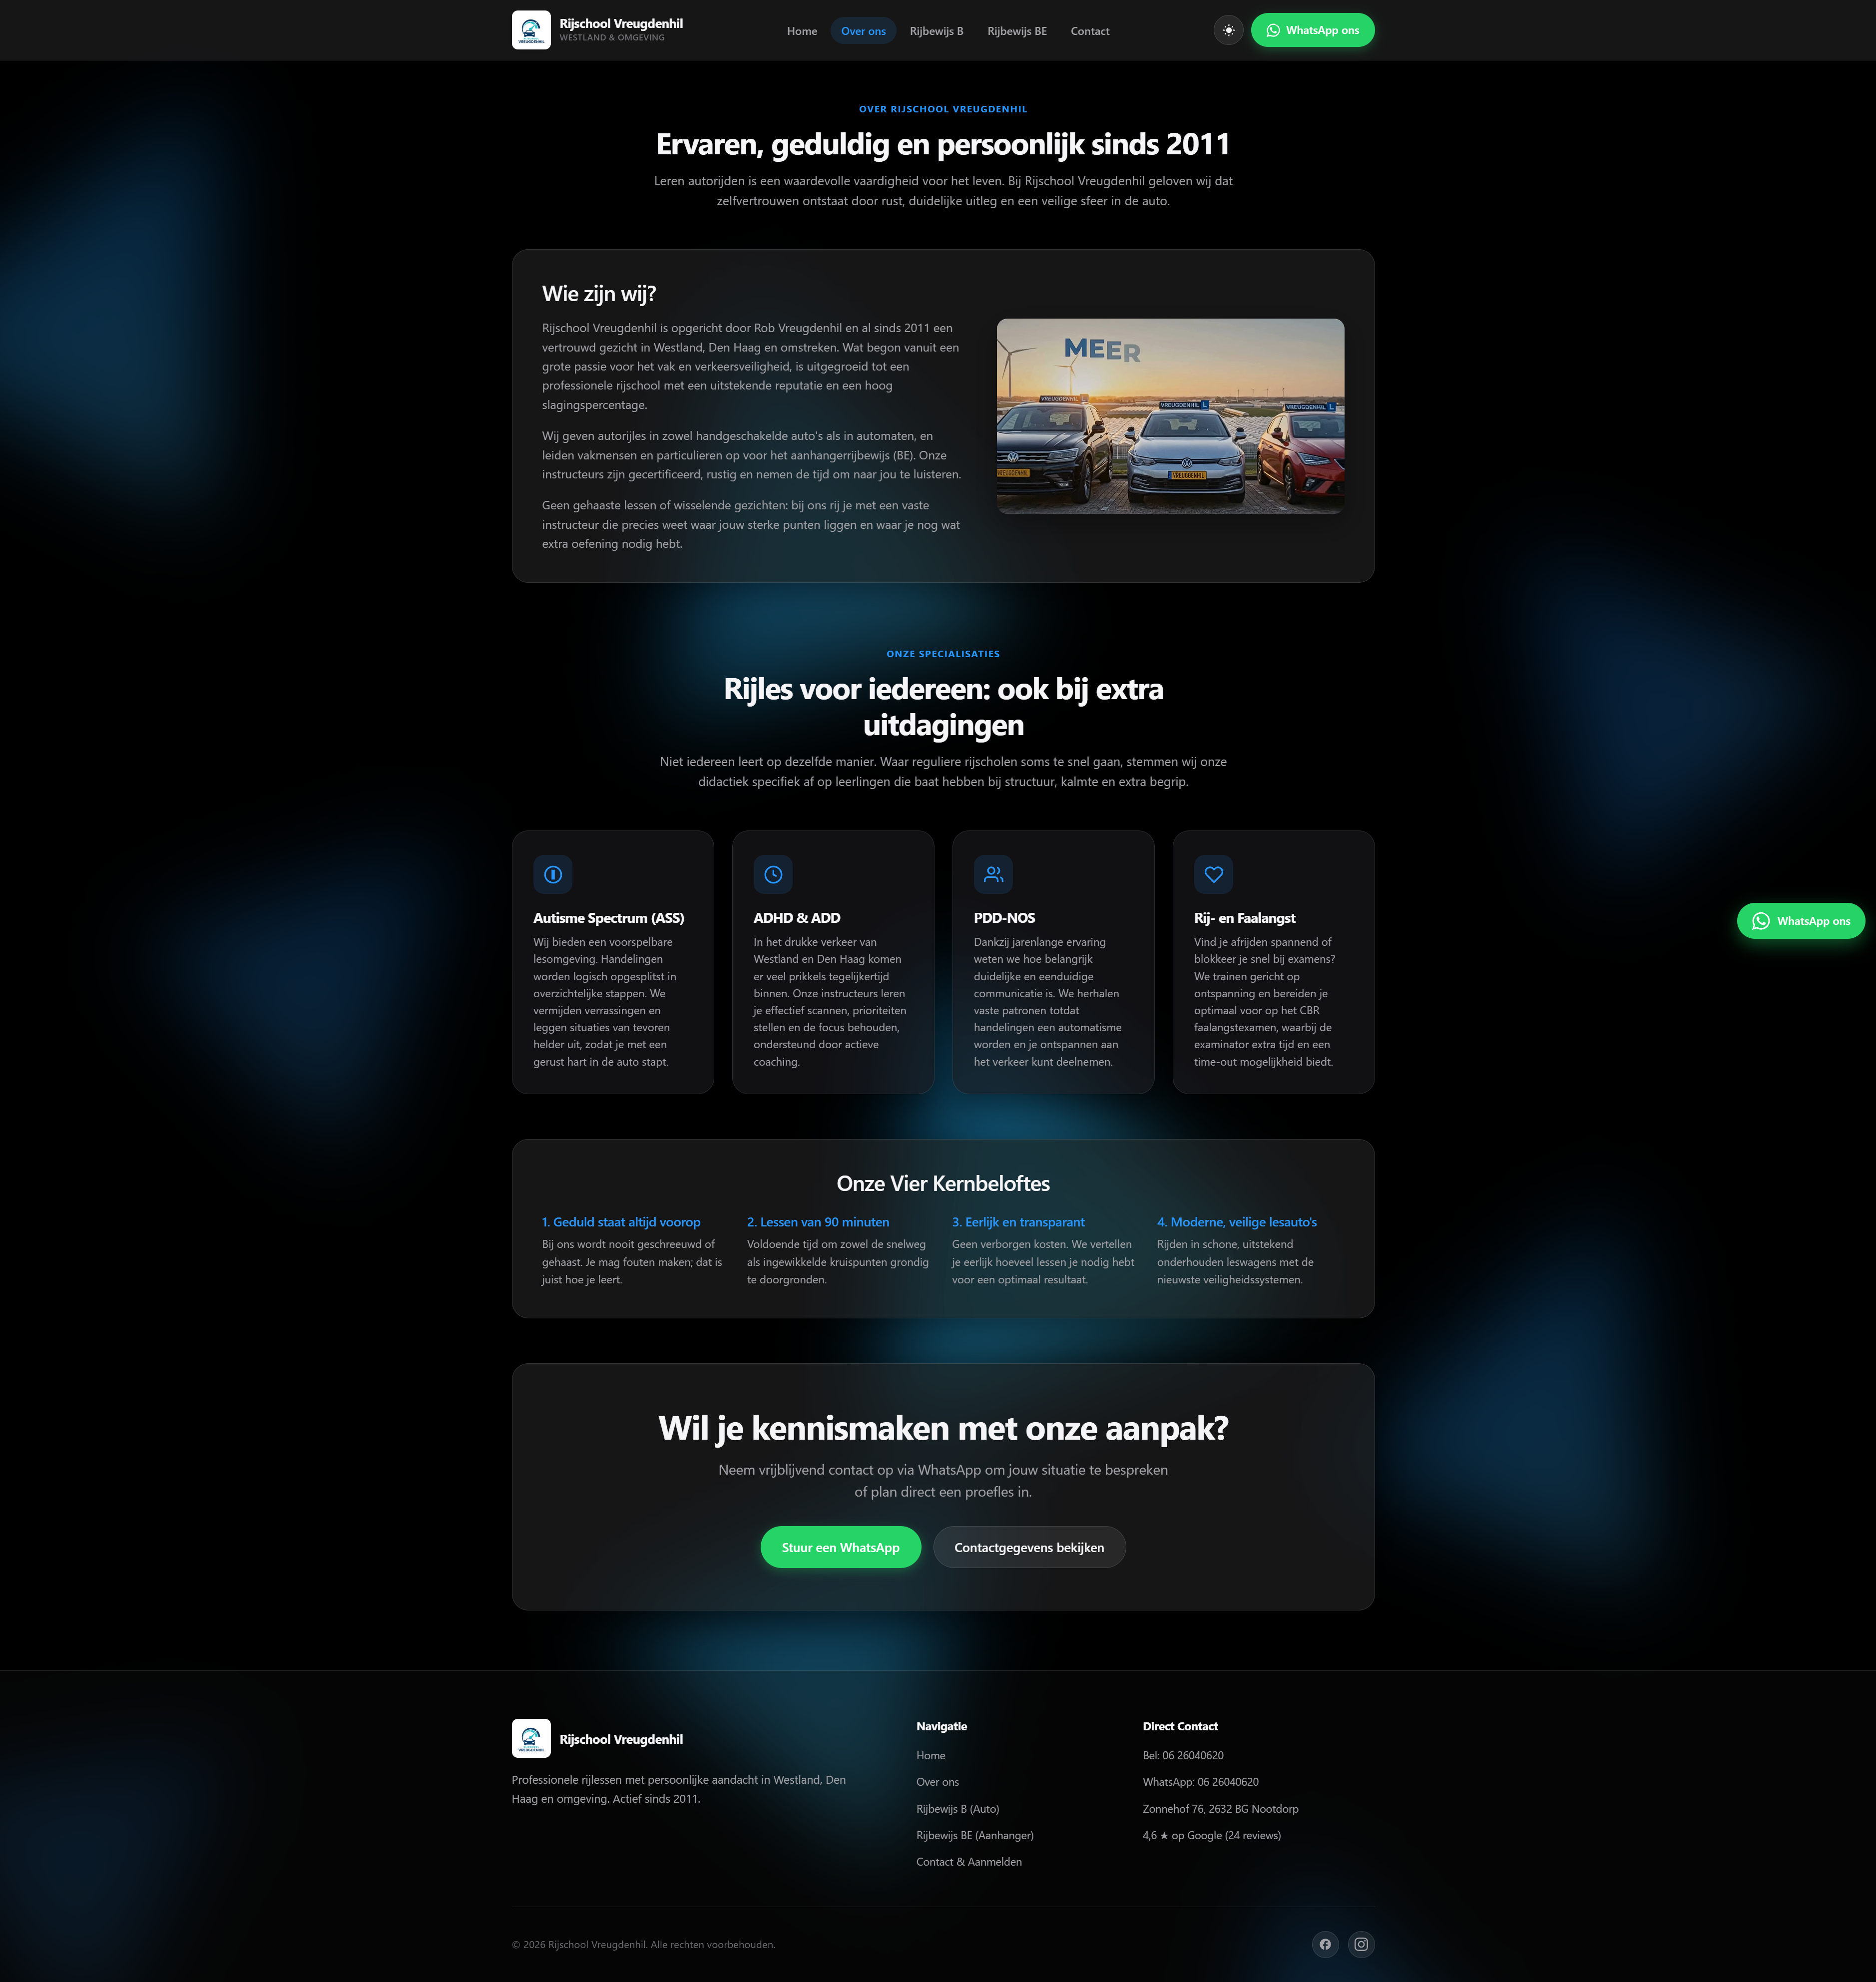 Rijschool Vreugdenhil
WESTLAND & OMGEVING
Home
Over ons
Rijbewijs B
Rijbewijs BE
Contact
WhatsApp ons
OVER RIJSCHOOL VREUGDENHIL
Ervaren, geduldig en persoonlijk sinds 2011
Leren autorijden is een waardevolle vaardigheid voor het leven. Bij Rijschool Vreugdenhil geloven wij dat
zelfvertrouwen ontstaat door rust, duidelijke uitleg en een veilige sfeer in de auto.
Wie zijn wij?
Rijschool Vreugdenhil is opgericht door Rob Vreugdenhil en al sinds 2011 een
vertrouwd gezicht in Westland, Den Haag en omstreken. Wat begon vanuit een
grote passie voor het vak en verkeersveiligheid, is uitgegroeid tot een
professionele rijschool met een uitstekende reputatie en een hoog
slagingspercentage.
Wij geven autorijles in zowel handgeschakelde auto's als in automaten, en
leiden vakmensen en particulieren op voor het aanhangerrijbewijs (BE). Onze
instructeurs zijn gecertificeerd, rustig en nemen de tijd om naar jou te luisteren.
Geen gehaaste lessen of wisselende gezichten: bij ons rij je met een vaste
instructeur die precies weet waar jouw sterke punten liggen en waar je nog wat
extra oefening nodig hebt.
MEER
VREUGDENHIL
VREUGDENHIL L
VREUGDENHIL L
VREUGDENHIL
VREUGDENHIL
ONZE SPECIALISATIES
Rijles voor iedereen: ook bij extra
uitdagingen
Niet iedereen leert op dezelfde manier. Waar reguliere rijscholen soms te snel gaan, stemmen wij onze
didactiek specifiek af op leerlingen die baat hebben bij structuur, kalmte en extra begrip.
Autisme Spectrum (ASS)
Wij bieden een voorspelbare
lesomgeving. Handelingen
worden logisch opgesplitst in
overzichtelijke stappen. We
vermijden verrassingen en
leggen situaties van tevoren
helder uit, zodat je met een
gerust hart in de auto stapt.
ADHD & ADD
In het drukke verkeer van
Westland en Den Haag komen
er veel prikkels tegelijkertijd
binnen. Onze instructeurs leren
je effectief scannen, prioriteiten
stellen en de focus behouden,
ondersteund door actieve
coaching.
PDD-NOS
Dankzij jarenlange ervaring
weten we hoe belangrijk
duidelijke en eenduidige
communicatie is. We herhalen
vaste patronen totdat
handelingen een automatisme
worden en je ontspannen aan
het verkeer kunt deelnemen.
Rij- en Faalangst
Vind je afrijden spannend of
blokkeer je snel bij examens?
We trainen gericht op
ontspanning en bereiden je
optimaal voor op het CBR
faalangstexamen, waarbij de
examinator extra tijd en een
time-out mogelijkheid biedt.
WhatsApp ons
Onze Vier Kernbeloftes
1. Geduld staat altijd voorop
Bij ons wordt nooit geschreeuwd of
gehaast. Je mag fouten maken; dat is
juist hoe je leert.
2. Lessen van 90 minuten
Voldoende tijd om zowel de snelweg
als ingewikkelde kruispunten grondig
te doorgronden.
3. Eerlijk en transparant
Geen verborgen kosten. We vertellen
je eerlijk hoeveel lessen je nodig hebt
voor een optimaal resultaat.
4. Moderne, veilige lesauto's
Rijden in schone, uitstekend
onderhouden leswagens met de
nieuwste veiligheidssystemen.
Wil je kennismaken met onze aanpak?
Neem vrijblijvend contact op via WhatsApp om jouw situatie te bespreken
of plan direct een proefles in.
Stuur een WhatsApp
Contactgegevens bekijken
VREUGDENHIL
Rijschool Vreugdenhil
Professionele rijlessen met persoonlijke aandacht in Westland, Den
Haag en omgeving. Actief sinds 2011.
Navigatie
Home
Over ons
Rijbewijs B (Auto)
Rijbewijs BE (Aanhanger)
Contact & Aanmelden
Direct Contact
Bel: 06 26040620
WhatsApp: 06 26040620
Zonnehof 76, 2632 BG Nootdorp
4,6 ★ op Google (24 reviews)
© 2026 Rijschool Vreugdenhil. Alle rechten voorbehouden.